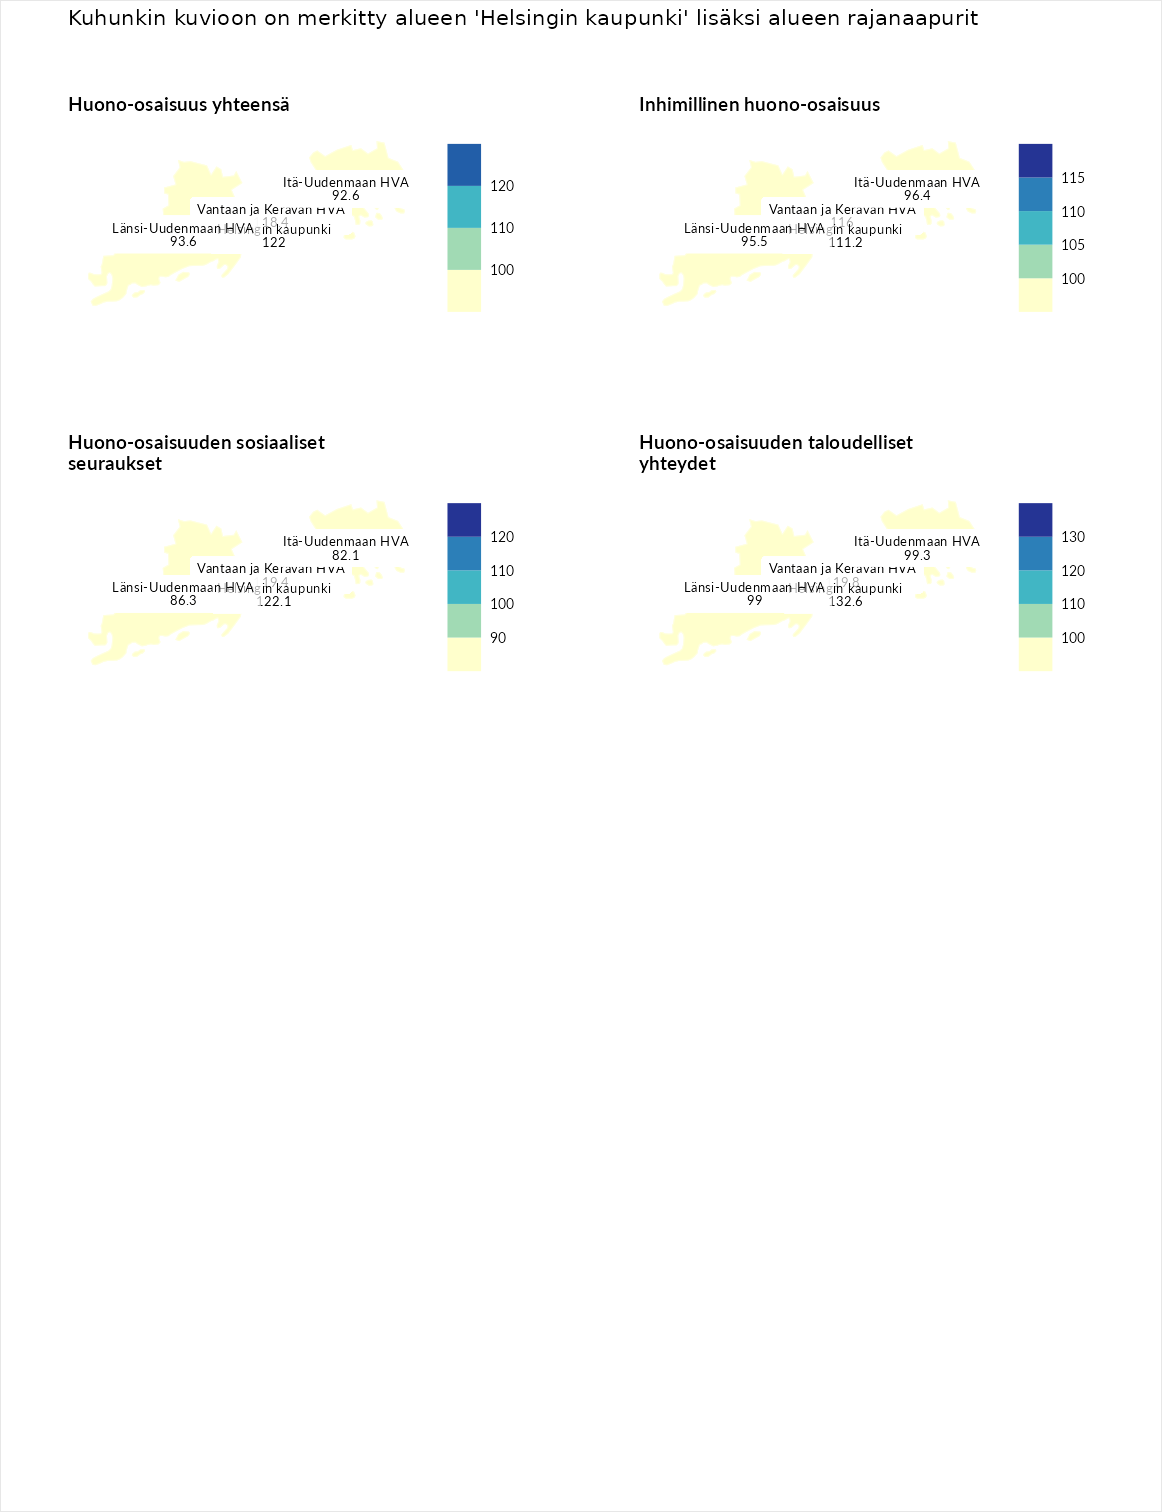 Kuhunkin kuvioon on merkitty alueen 'Helsingin kaupunki' lisäksi alueen rajanaapurit
Huono-osaisuus yhteensä
Itä-Uudenmaan HVA
92.6
Vantaan ja Keravan HVA
Länsi-Uudenmaan HVA
93.6
in kaupunki
122
120
110
100
Inhimillinen huono-osaisuus
Itä-Uudenmaan HVA
96.4
Vantaan ja Keravan HVA
Länsi-Uudenmaan HVA
95.5
in kaupunki
111.2
115
110
105
100
Huono-osaisuuden sosiaaliset
seuraukset
Itä-Uudenmaan HVA
82.1
Vantaan ja Keravan HVA
Länsi-Uudenmaan HVA
86.3
in kaupunki
122.1
120
110
100
90
Huono-osaisuuden taloudelliset
yhteydet
Itä-Uudenmaan HVA
99.3
Vantaan ja Keravan HVA
Länsi-Uudenmaan HVA
99
in kaupunki
132.6
130
120
110
100